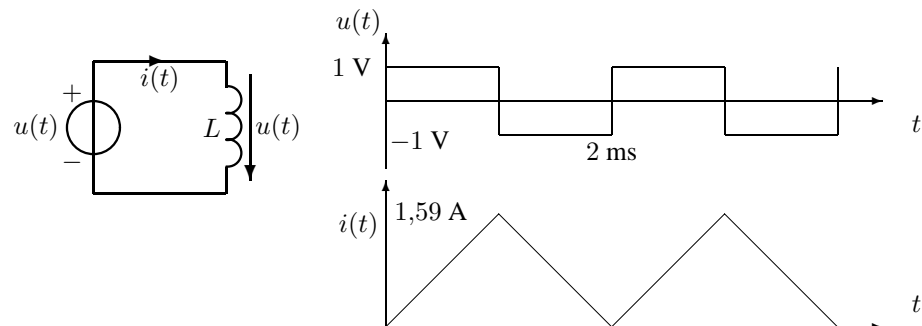 u(t)
1 V
−1 V
2 ms
t
i(t)
+
u(t)
−
L
u(t)
i(t)
1,59 A
t